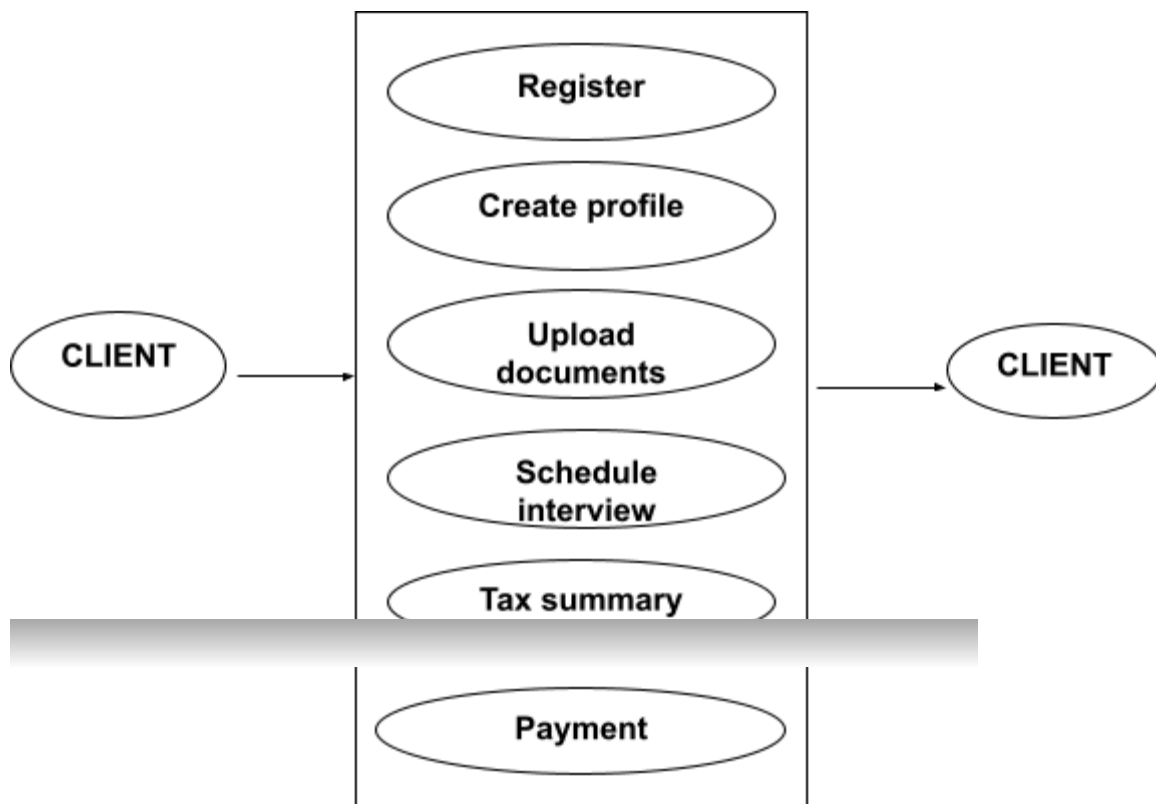 Register
Create profile
Upload
documents
CLIENT
CLIENT
Schedule
interview
Tax summary
Payment